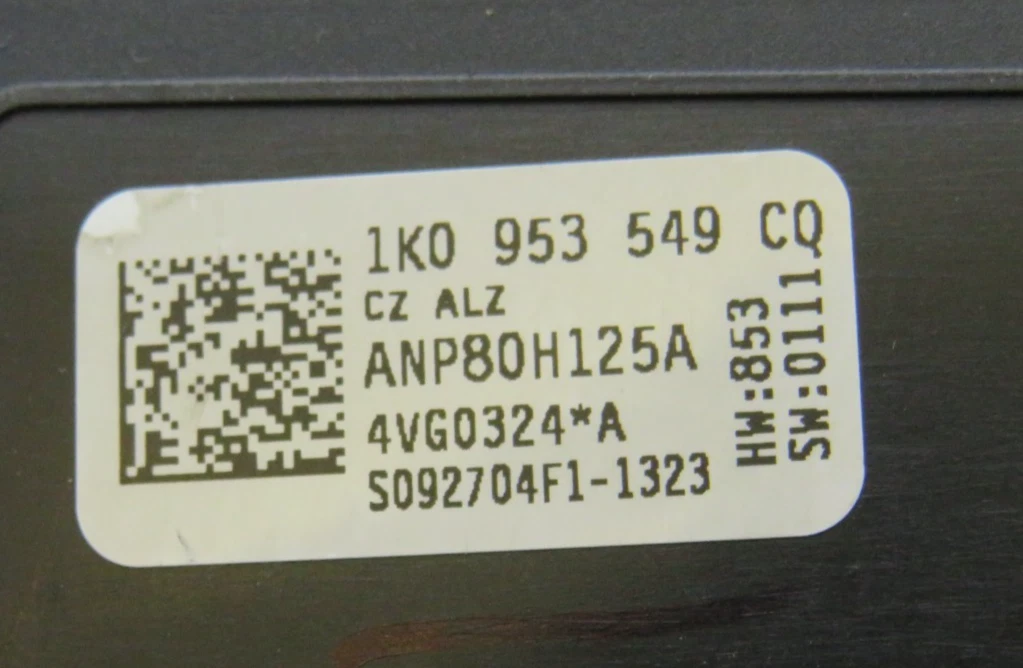 1K0 953 549 CQ
CZ ALZ
ANP80H125A
4VG0324*A
S092704F1-1323
HW:853
SW:0111